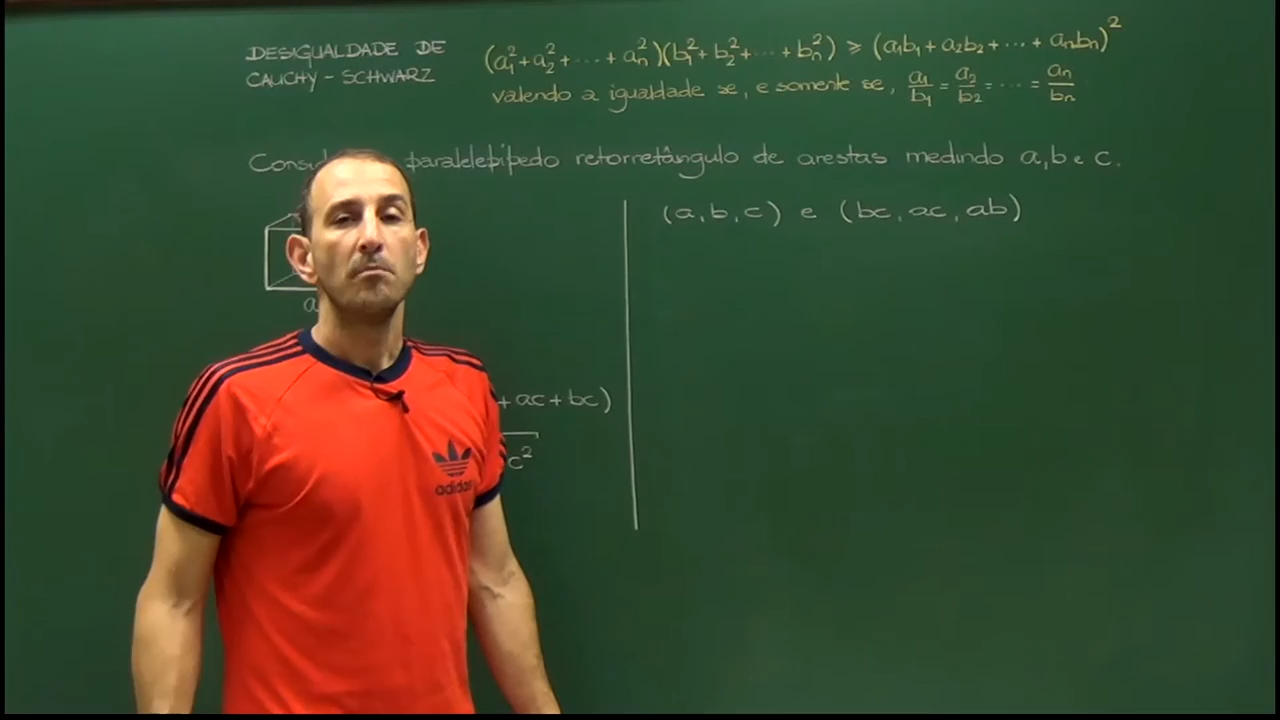 DESIGUALDADE DE
CAUCHY - SCHWARZ
(a₁² + a₂² + ... + aₙ²)(b₁² + b₂² + ... + bₙ²) ≥ (a₁b₁ + a₂b₂ + ... + aₙbₙ)²
valendo a igualdade se, e somente se, a₁/b₁ = a₂/b₂ = ... = aₙ/bₙ
paralelepípedo retorretângulo de arestas medindo a, b e c.
a
+ ac + bc)
c²
(a, b, c) e (bc, ac, ab)
adidas